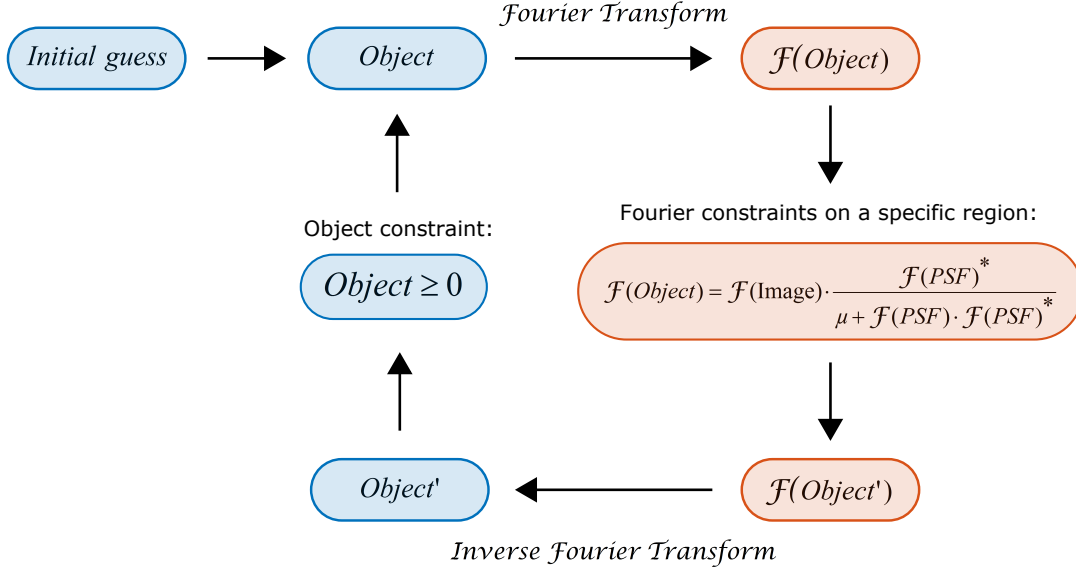 Fourier Transform
Initial guess
Object
ℱ(Object)
Object constraint:
Object ≥ 0
Fourier constraints on a specific region:
ℱ(Object) = ℱ(Image) · ℱ(PSF)* / μ + ℱ(PSF) · ℱ(PSF)*
Object'
ℱ(Object')
Inverse Fourier Transform